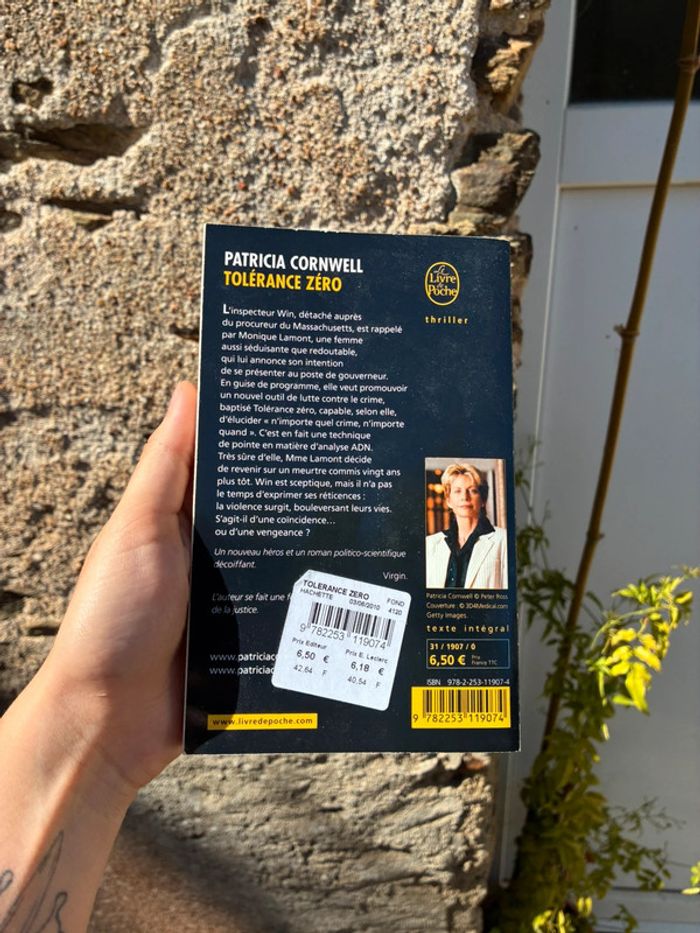 PATRICIA CORNWELL
TOLÉRANCE ZÉRO
Le
Livre
de
Poche
thriller
L'inspecteur Win, détaché auprès
du procureur du Massachusetts, est rappelé
par Monique Lamont, une femme
aussi séduisante que redoutable,
qui lui annonce son intention
de se présenter au poste de gouverneur.
En guise de programme, elle veut promouvoir
un nouvel outil de lutte contre le crime,
baptisé Tolérance zéro, capable, selon elle,
d'élucider « n'importe quel crime, n'importe
quand ». C'est en fait une technique
de pointe en matière d'analyse ADN.
Très sûre d'elle, Mme Lamont décide
de revenir sur un meurtre commis vingt ans
plus tôt. Win est sceptique, mais il n'a pas
le temps d'exprimer ses réticences :
la violence surgit, bouleversant leurs vies.
S'agit-il d'une coïncidence...
ou d'une vengeance ?
Un nouveau héros et un roman politico-scientifique
décoiffant.
Virgin.
L'auteur se fait une
de la justice.
www.patriciac
www.patriciac
www.livredepoche.com
TOLERANCE ZERO
HACHETTE
03/06/2010
FOND
4120
9 782253 119074
Prix Editeur
6,50 €
42,64 F
Prix E. Leclerc
6,18 €
40,54 F
Patricia Cornwell © Peter Ross
Couverture : © 3D4Medical.com
Getty Images.
texte intégral
31 / 1907 / 0
6,50 € Prix
France TTC
ISBN 978-2-253-11907-4
9 782253 119074